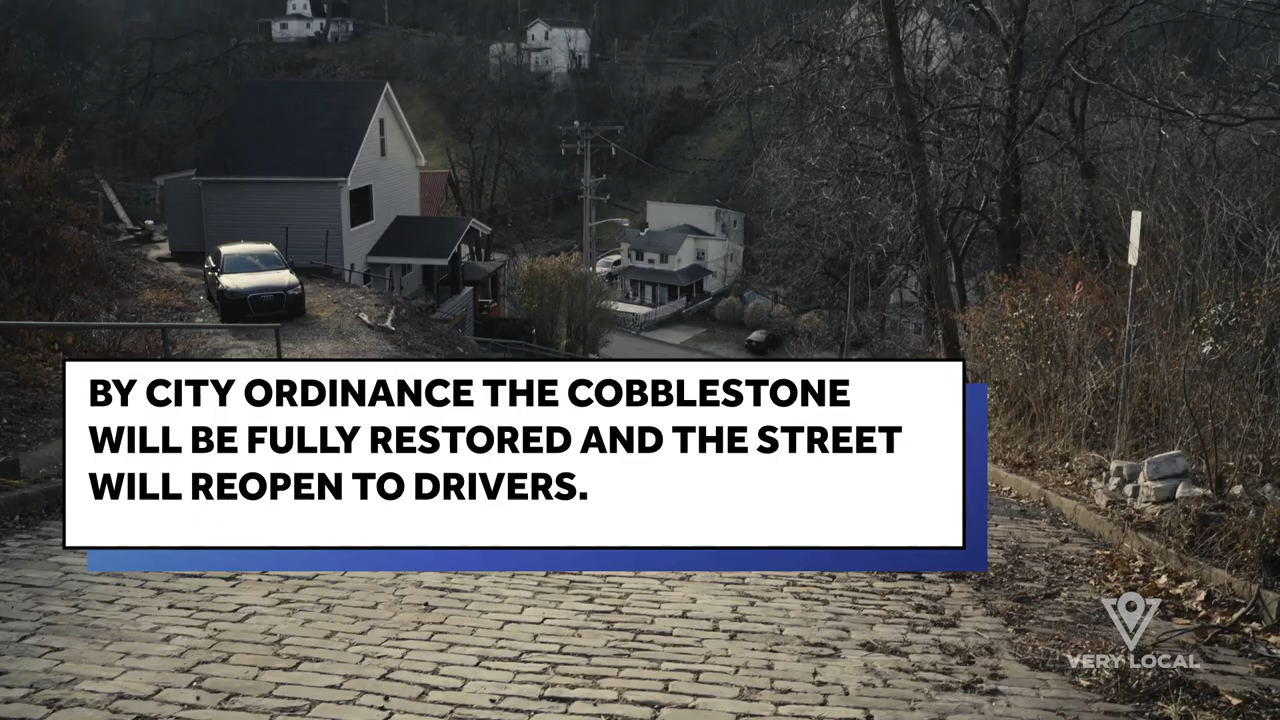 BY CITY ORDINANCE THE COBBLESTONE
WILL BE FULLY RESTORED AND THE STREET
WILL REOPEN TO DRIVERS.
VERY LOCAL